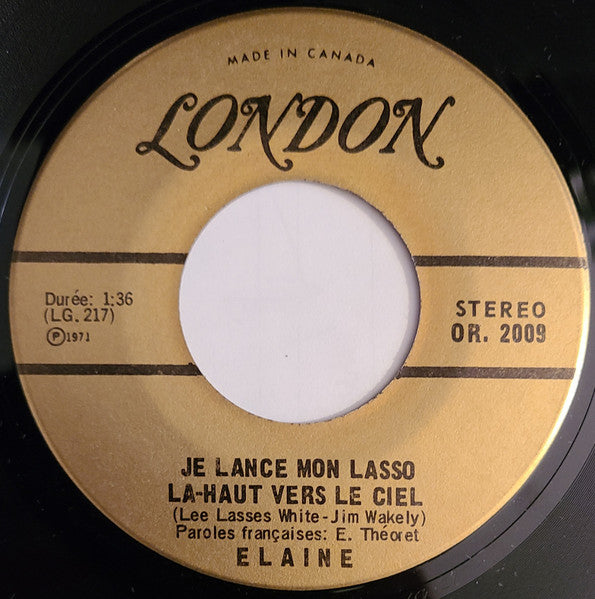 MADE IN CANADA
LONDON
Durée: 1:36
(LG. 217)
Ⓟ1971
STEREO
OR. 2009
JE LANCE MON LASSO
LA-HAUT VERS LE CIEL
(Lee Lasses White-Jim Wakely)
Paroles françaises: E. Théoret
ELAINE